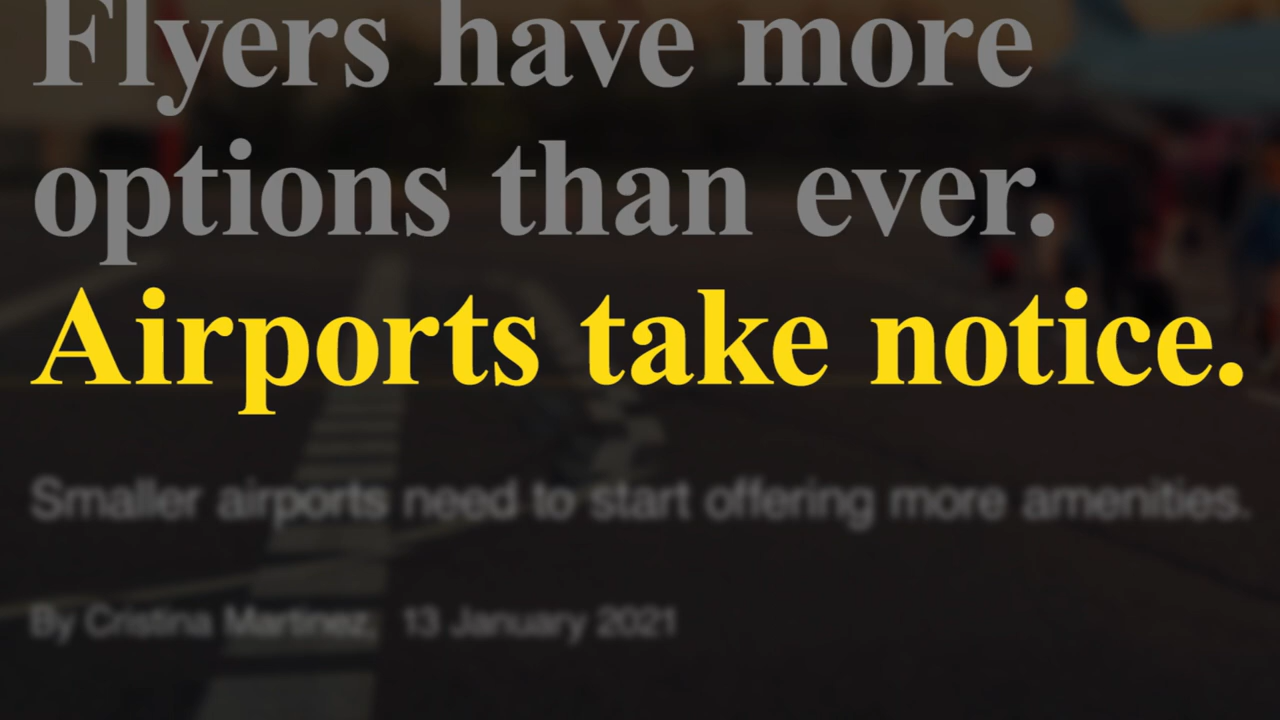 Flyers have more
options than ever.
Airports take notice.
Smaller airports need to start offering more amenities.
By Cristina Martinez, 13 January 2021